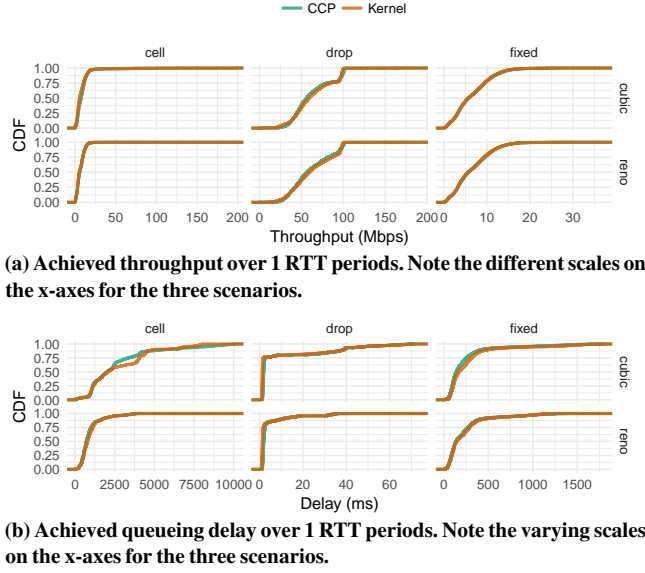 CCP Kernel
cell drop fixed
1.00
0.75
0.50
0.25
0.00
cubic
1.00
0.75
0.50
0.25
0.00
reno
CDF
0 50 100 150 200 0 50 100 150 200 0 10 20 30
Throughput (Mbps)
(a) Achieved throughput over 1 RTT periods. Note the different scales on
the x-axes for the three scenarios.
cell drop fixed
1.00
0.75
0.50
0.25
0.00
cubic
1.00
0.75
0.50
0.25
0.00
reno
CDF
0 2500 5000 7500 10000 0 20 40 60 0 500 1000 1500
Delay (ms)
(b) Achieved queueing delay over 1 RTT periods. Note the varying scales
on the x-axes for the three scenarios.